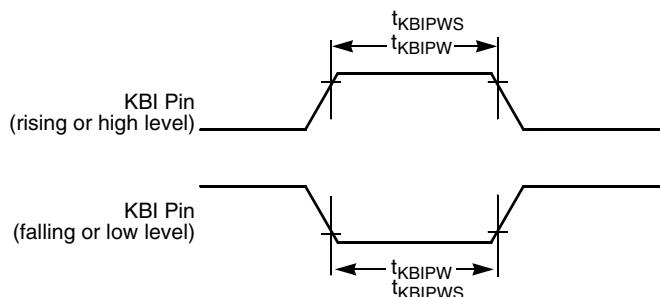 tKBIPWS
tKBIPW
KBI Pin
(rising or high level)
KBI Pin
(falling or low level)
tKBIPW
tKBIPWS